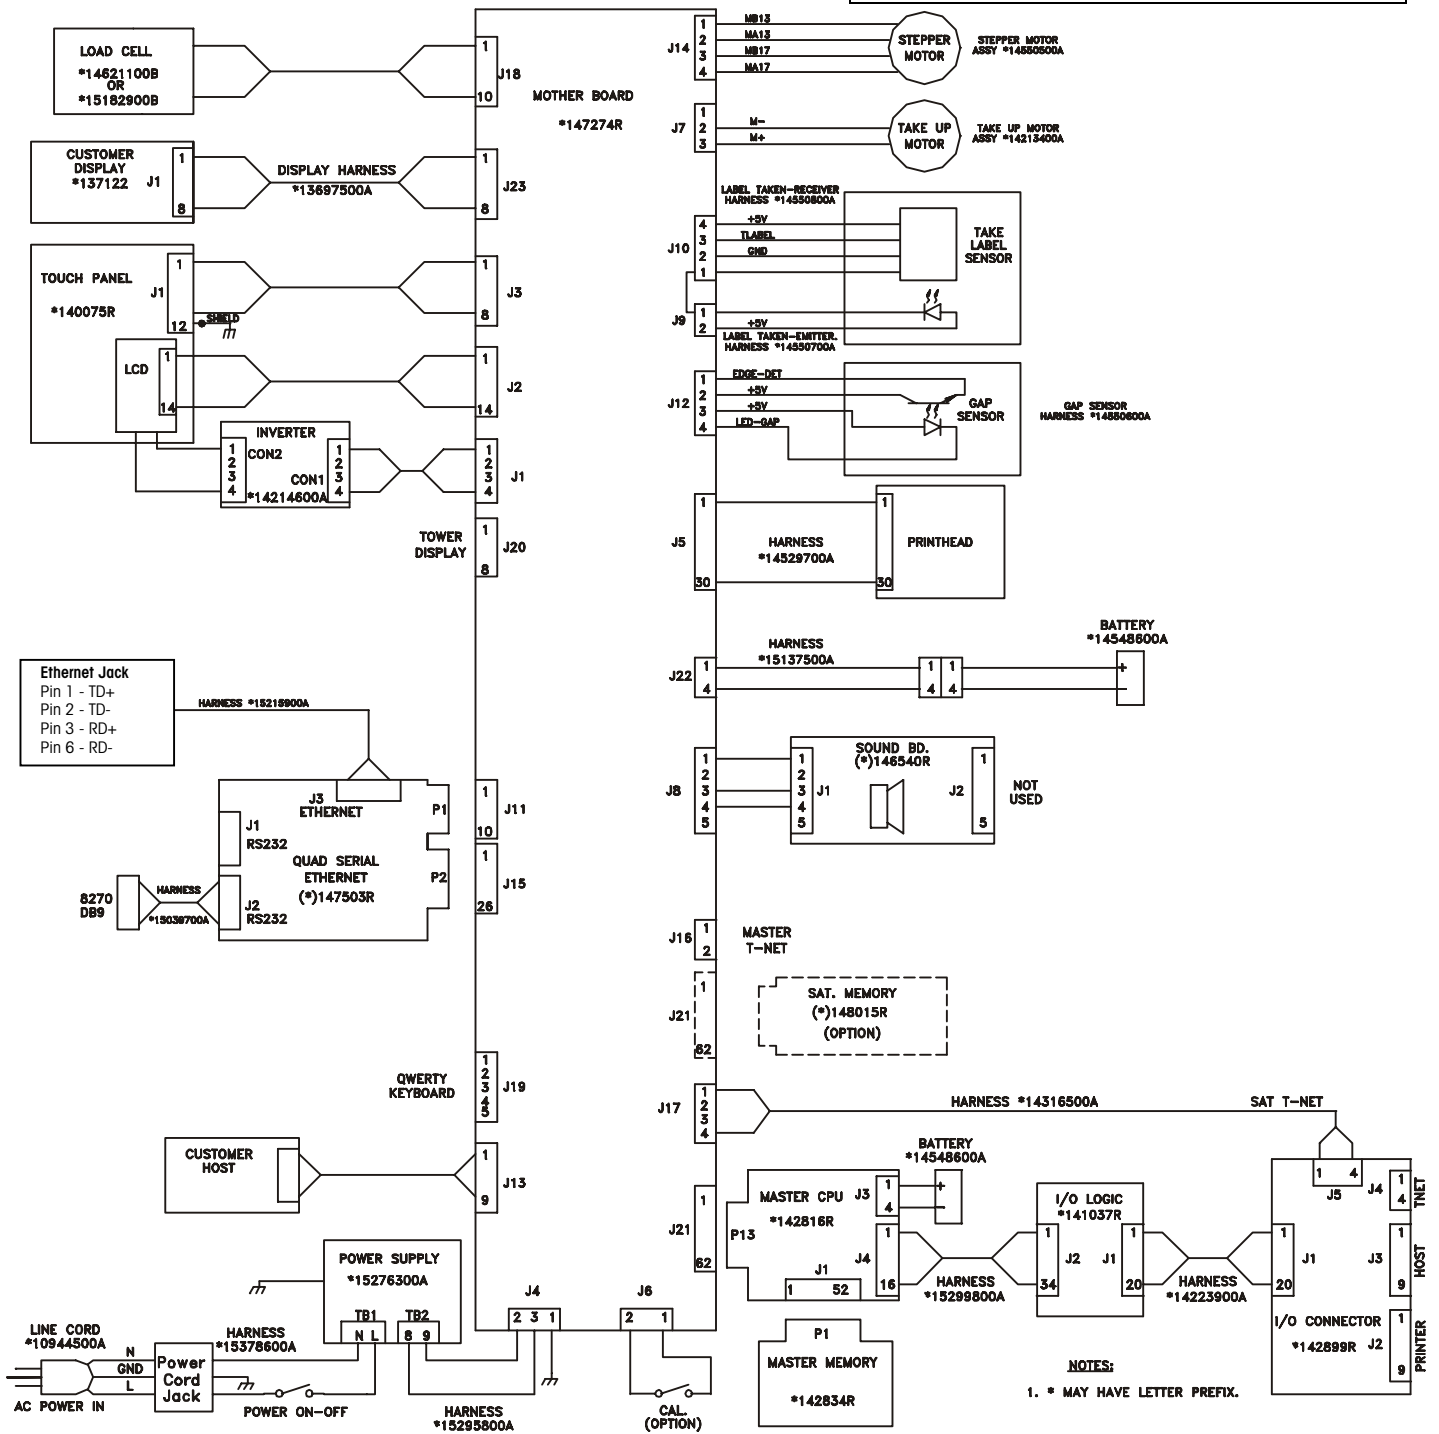 LOAD CELL
*14621100B
OR
*15182900B
1
10
J18
MOTHER BOARD
*147274R
CUSTOMER
DISPLAY
*137122
J1
1
8
DISPLAY HARNESS
*13697500A
1
8
J23
TOUCH PANEL
*140075R
J1
1
12
SHIELD
1
8
J3
LCD
1
14
1
14
J2
INVERTER
1
2
3
4
CON2
CON1
*14214600A
1
2
3
4
1
2
3
4
J1
TOWER
DISPLAY
1
8
J20
Ethernet Jack
Pin 1 - TD+
Pin 2 - TD-
Pin 3 - RD+
Pin 6 - RD-
HARNESS *15215900A
J3
ETHERNET
P1
J1
RS232
QUAD SERIAL
ETHERNET
(*)147503R
P2
J2
RS232
8270
DB9
HARNESS
*15039700A
1
10
J11
1
26
J15
QWERTY
KEYBOARD
1
2
3
4
5
J19
CUSTOMER
HOST
1
9
J13
POWER SUPPLY
*15276300A
TB1
N L
TB2
8 9
LINE CORD
*10944500A
AC POWER IN
N
GND
L
Power
Cord
Jack
HARNESS
*15378600A
POWER ON-OFF
HARNESS
*15295800A
J4
2 3 1
J6
2 1
CAL.
(OPTION)
J14
1
2
3
4
MB13
MA13
MB17
MA17
STEPPER
MOTOR
STEPPER MOTOR
ASSY *14550500A
J7
1
2
3
M-
M+
TAKE UP
MOTOR
TAKE UP MOTOR
ASSY *14213400A
LABEL TAKEN-RECEIVER
HARNESS *14550800A
J10
4
3
2
1
+5V
TLABEL
GND
TAKE
LABEL
SENSOR
J9
1
2
+5V
LABEL TAKEN-EMITTER.
HARNESS *14550700A
J12
1
2
3
4
EDGE-DET
+5V
+5V
LED-GAP
GAP
SENSOR
GAP SENSOR
HARNESS *14550600A
J5
1
30
HARNESS
*14529700A
1
30
PRINTHEAD
J22
1
4
HARNESS
*15137500A
1 1
4 4
BATTERY
*14548600A
+
-
J8
1
2
3
4
5
SOUND BD.
(*)146540R
1
2
3
4
5
J1
J2
1
5
NOT
USED
J16
1
2
MASTER
T-NET
J21
1
62
SAT. MEMORY
(*)148015R
(OPTION)
J17
1
2
3
4
HARNESS *14316500A
SAT T-NET
J21
1
62
P13
MASTER CPU
*142816R
J3
1
4
BATTERY
*14548600A
+
-
J4
1
16
J1
1 52
HARNESS
*15299800A
I/O LOGIC
*141037R
1
34
J2
J1
1
20
HARNESS
*14223900A
1 4
J5
J4
1
4
TNET
1
20
J1
J3
1
9
HOST
I/O CONNECTOR
*142899R
J2
1
9
PRINTER
P1
MASTER MEMORY
*142834R
NOTES:
1. * MAY HAVE LETTER PREFIX.